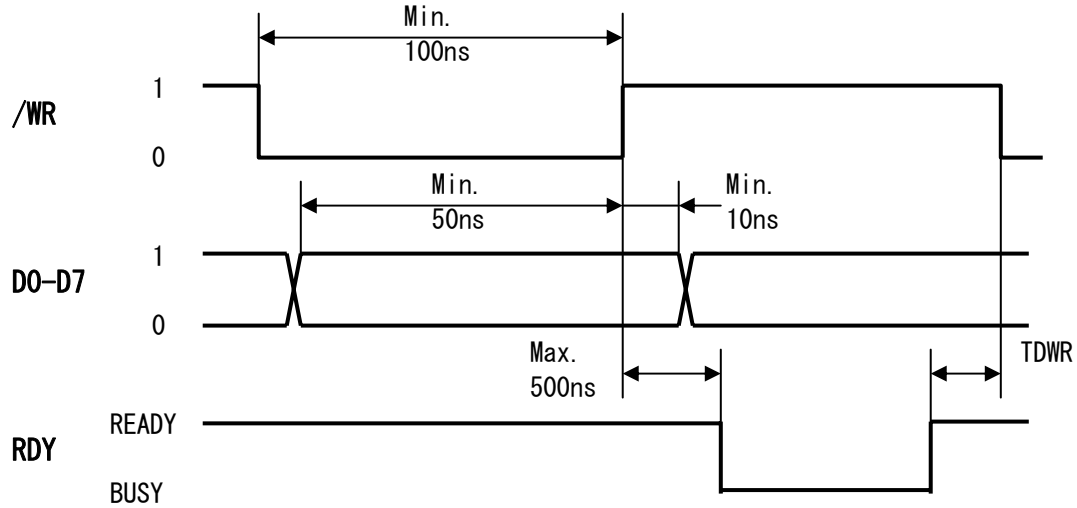 Min.
100ns
1
/WR
0
Min.
50ns
Min.
10ns
1
D0-D7
0
Max.
500ns
TDWR
READY
RDY
BUSY